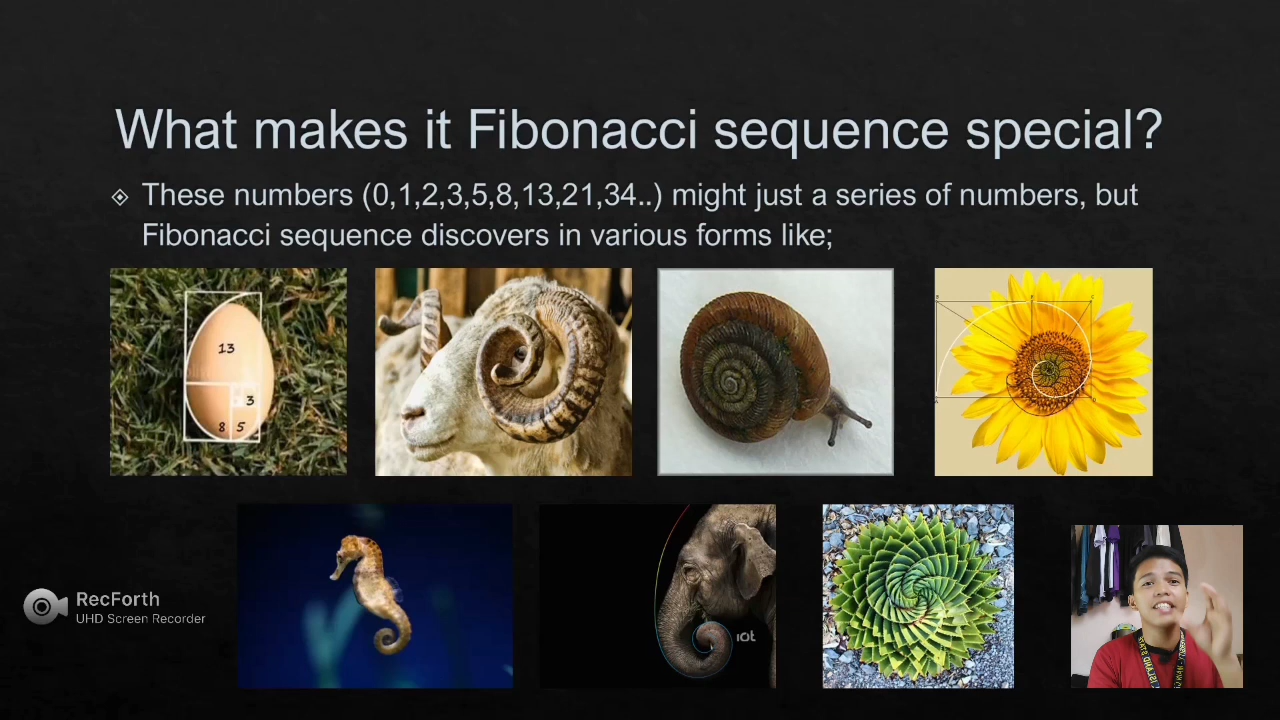 What makes it Fibonacci sequence special?
These numbers (0,1,2,3,5,8,13,21,34..) might just a series of numbers, but
Fibonacci sequence discovers in various forms like;
13
3
8 5
RecForth
UHD Screen Recorder